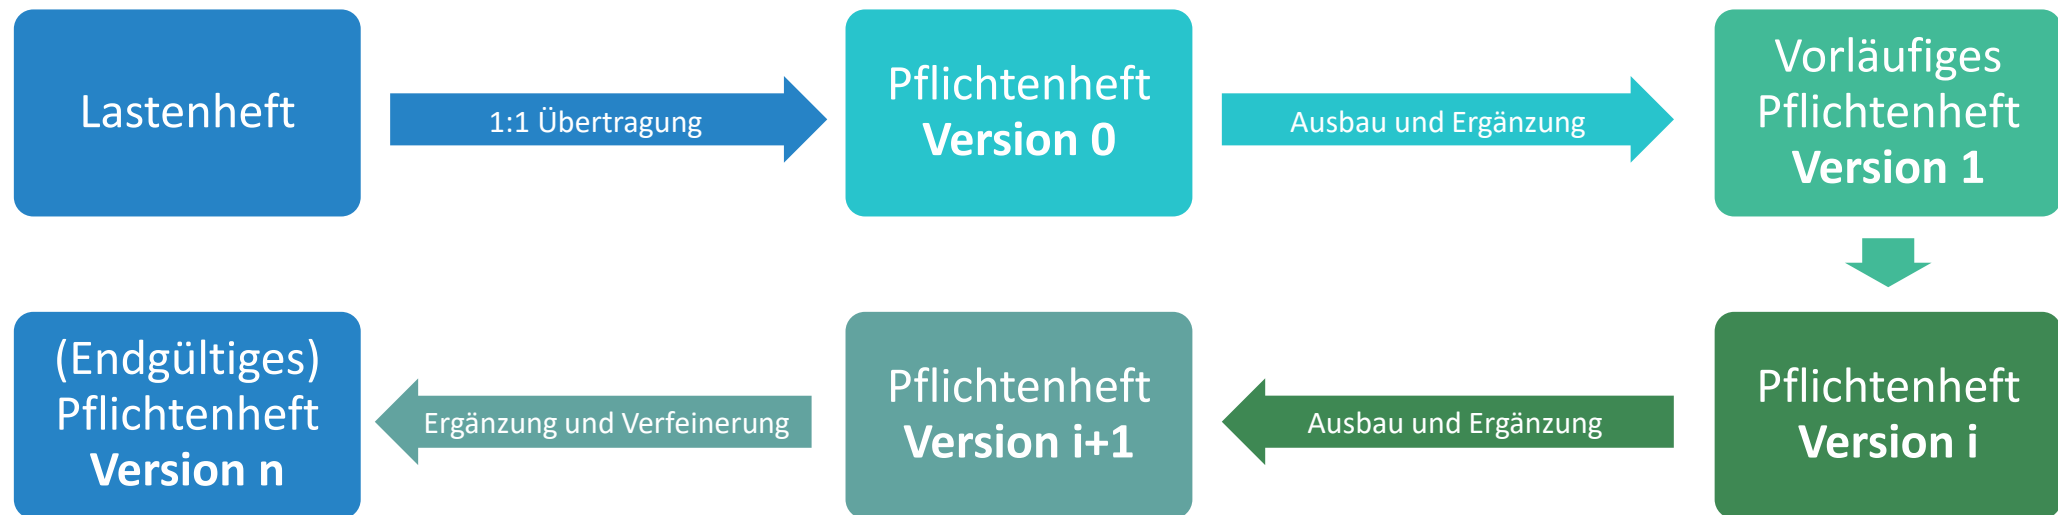 Lastenheft
1:1 Übertragung
Pflichtenheft
Version 0
Ausbau und Ergänzung
Vorläufiges
Pflichtenheft
Version 1
Pflichtenheft
Version i
Ausbau und Ergänzung
Pflichtenheft
Version i+1
Ergänzung und Verfeinerung
(Endgültiges)
Pflichtenheft
Version n